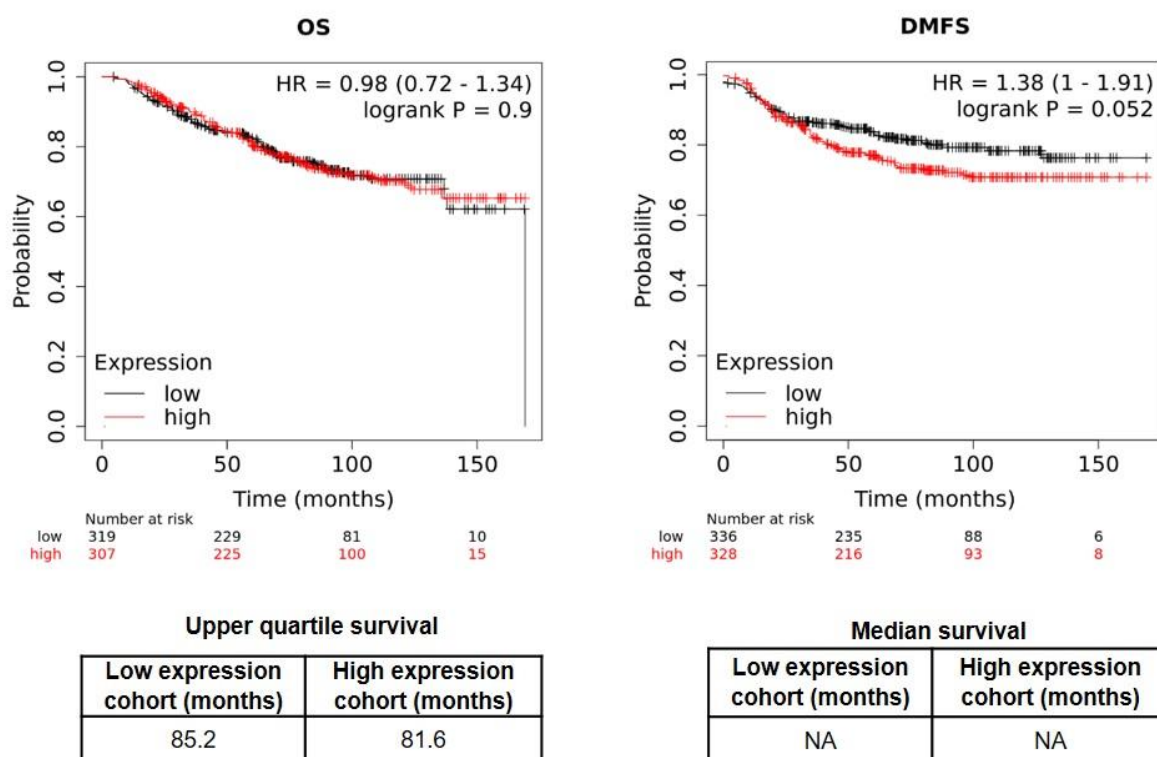 OS
HR = 0.98 (0.72 - 1.34)
logrank P = 0.9
Probability
1.0
0.8
0.6
0.4
0.2
0.0
Expression
low
high
0 50 100 150
Time (months)
Number at risk
low 319 229 81 10
high 307 225 100 15
Upper quartile survival
Low expression cohort (months) High expression cohort (months)
85.2 81.6
DMFS
HR = 1.38 (1 - 1.91)
logrank P = 0.052
Probability
1.0
0.8
0.6
0.4
0.2
0.0
Expression
low
high
0 50 100 150
Time (months)
Number at risk
low 336 235 88 6
high 328 216 93 8
Median survival
Low expression cohort (months) High expression cohort (months)
NA NA